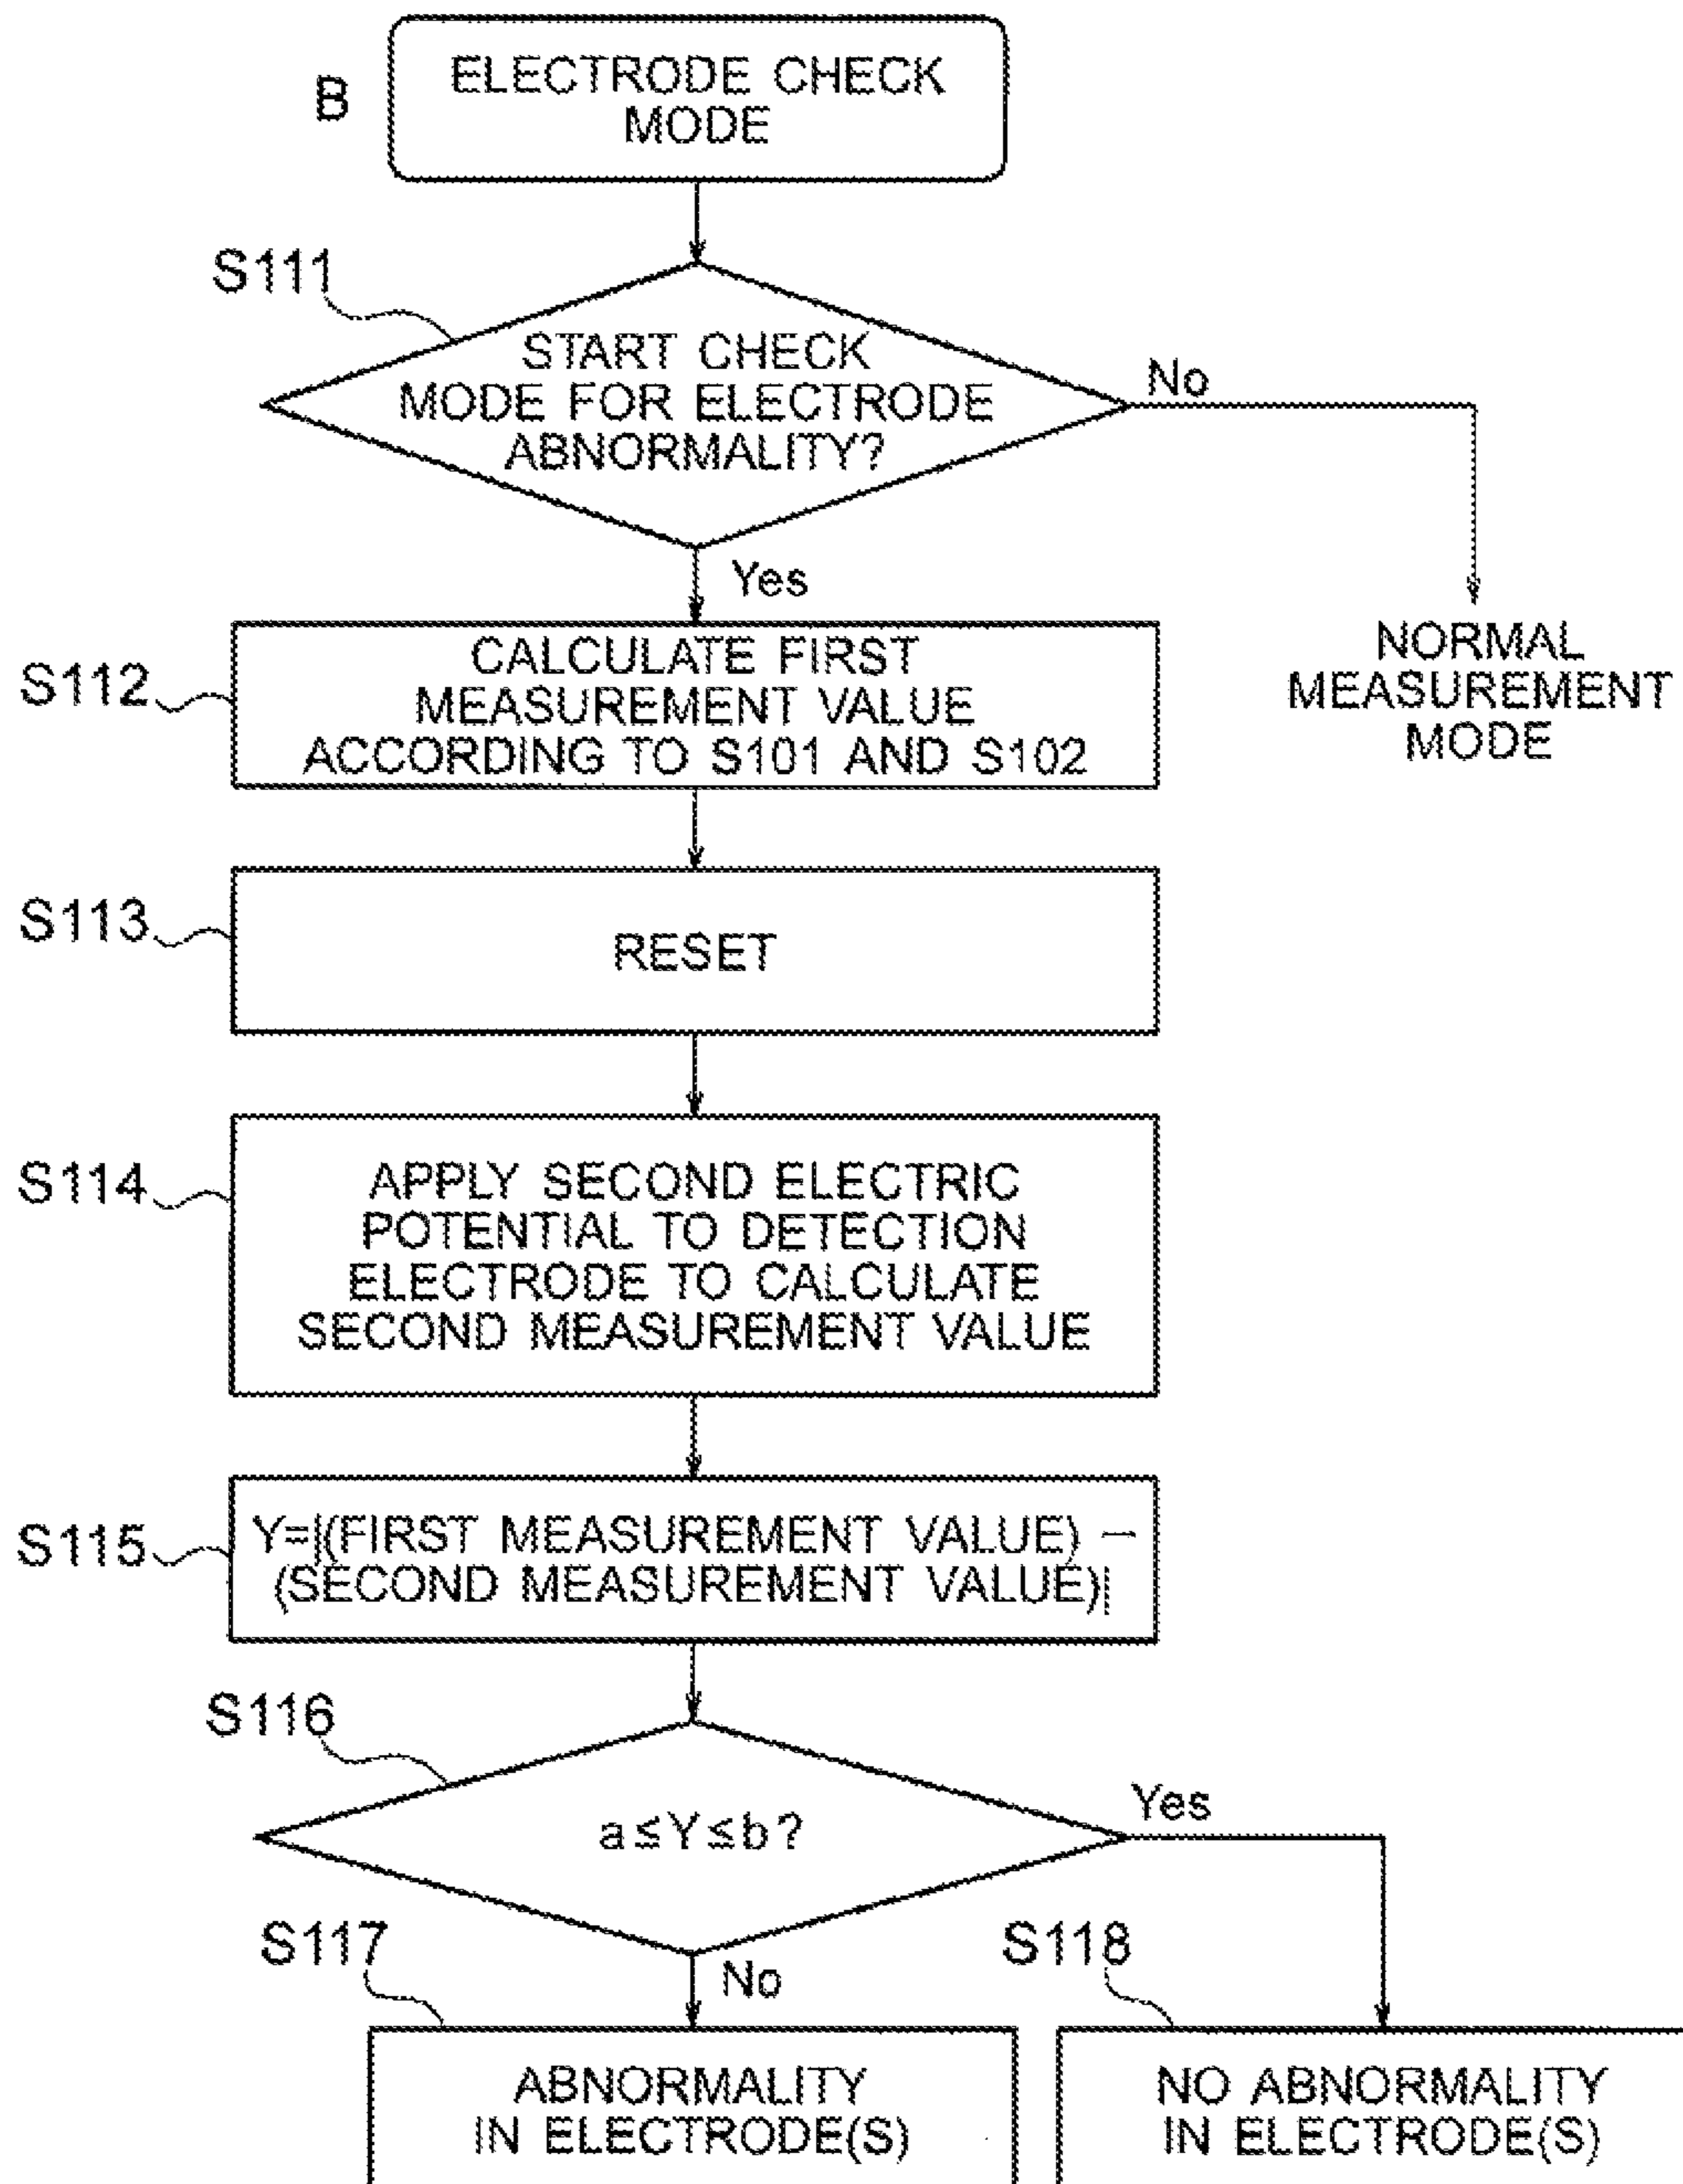 B
ELECTRODE CHECK
MODE
S111
START CHECK
MODE FOR ELECTRODE
ABNORMALITY?
No
Yes
NORMAL
MEASUREMENT
MODE
S112
CALCULATE FIRST
MEASUREMENT VALUE
ACCORDING TO S101 AND S102
S113
RESET
S114
APPLY SECOND ELECTRIC
POTENTIAL TO DETECTION
ELECTRODE TO CALCULATE
SECOND MEASUREMENT VALUE
S115
Y=|(FIRST MEASUREMENT VALUE) −
(SECOND MEASUREMENT VALUE)|
S116
a≦Y≦b?
Yes
No
S117
ABNORMALITY
IN ELECTRODE(S)
S118
NO ABNORMALITY
IN ELECTRODE(S)